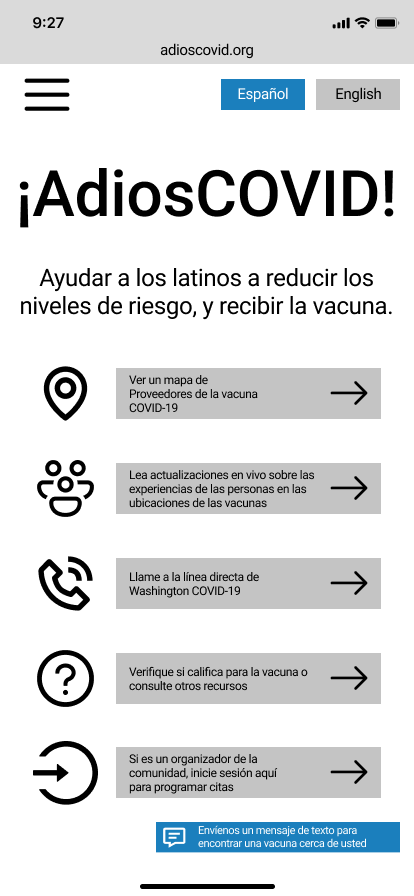 9:27
adioscovid.org
Español
English
¡AdiosCOVID!
Ayudar a los latinos a reducir los
niveles de riesgo, y recibir la vacuna.
Ver un mapa de
Proveedores de la vacuna
COVID-19
Lea actualizaciones en vivo sobre las
experiencias de las personas en las
ubicaciones de las vacunas
Llame a la línea directa de
Washington COVID-19
Verifique si califica para la vacuna o
consulte otros recursos
Si es un organizador de la
comunidad, inicie sesión aquí
para programar citas
Envíenos un mensaje de texto para
encontrar una vacuna cerca de usted